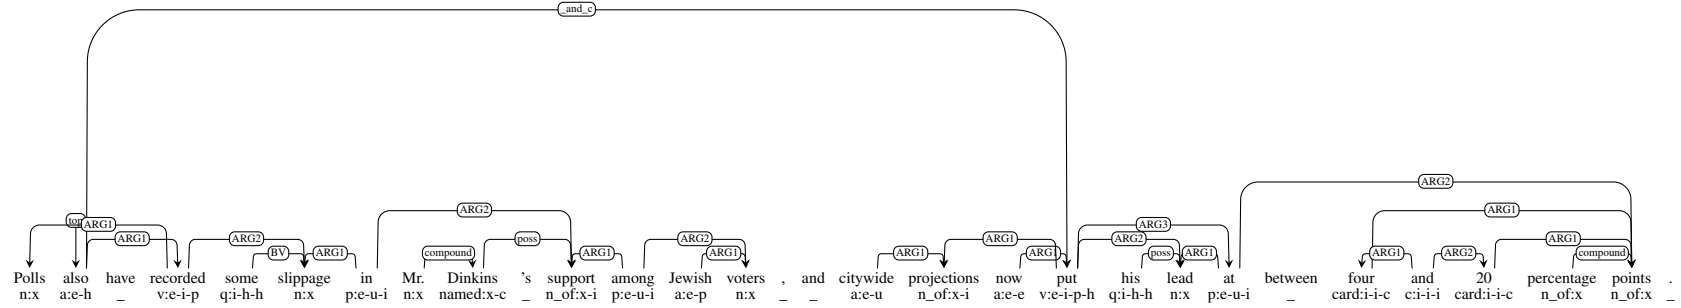 _and_c
ARG2
ARG2 ARG1
top ARG1 ARG3
ARG1 ARG2 poss ARG2 ARG1 ARG2 ARG1
BV ARG1 compound ARG1 ARG1 ARG1 ARG1 poss ARG1 ARG1 ARG2 compound
Polls also have recorded some slippage in Mr. Dinkins 's support among Jewish voters , and citywide projections now put his lead at between four and 20 percentage points .
n:x a:e-h _ v:e-i-p q:i-h-h n:x p:e-u-i n:x named:x-c _ n_of:x-i p:e-u-i a:e-p n:x _ _ a:e-u n_of:x-i a:e-e v:e-i-p-h q:i-h-h n:x p:e-u-i _ card:i-i-c c:i-i-i card:i-i-c n_of:x n_of:x _